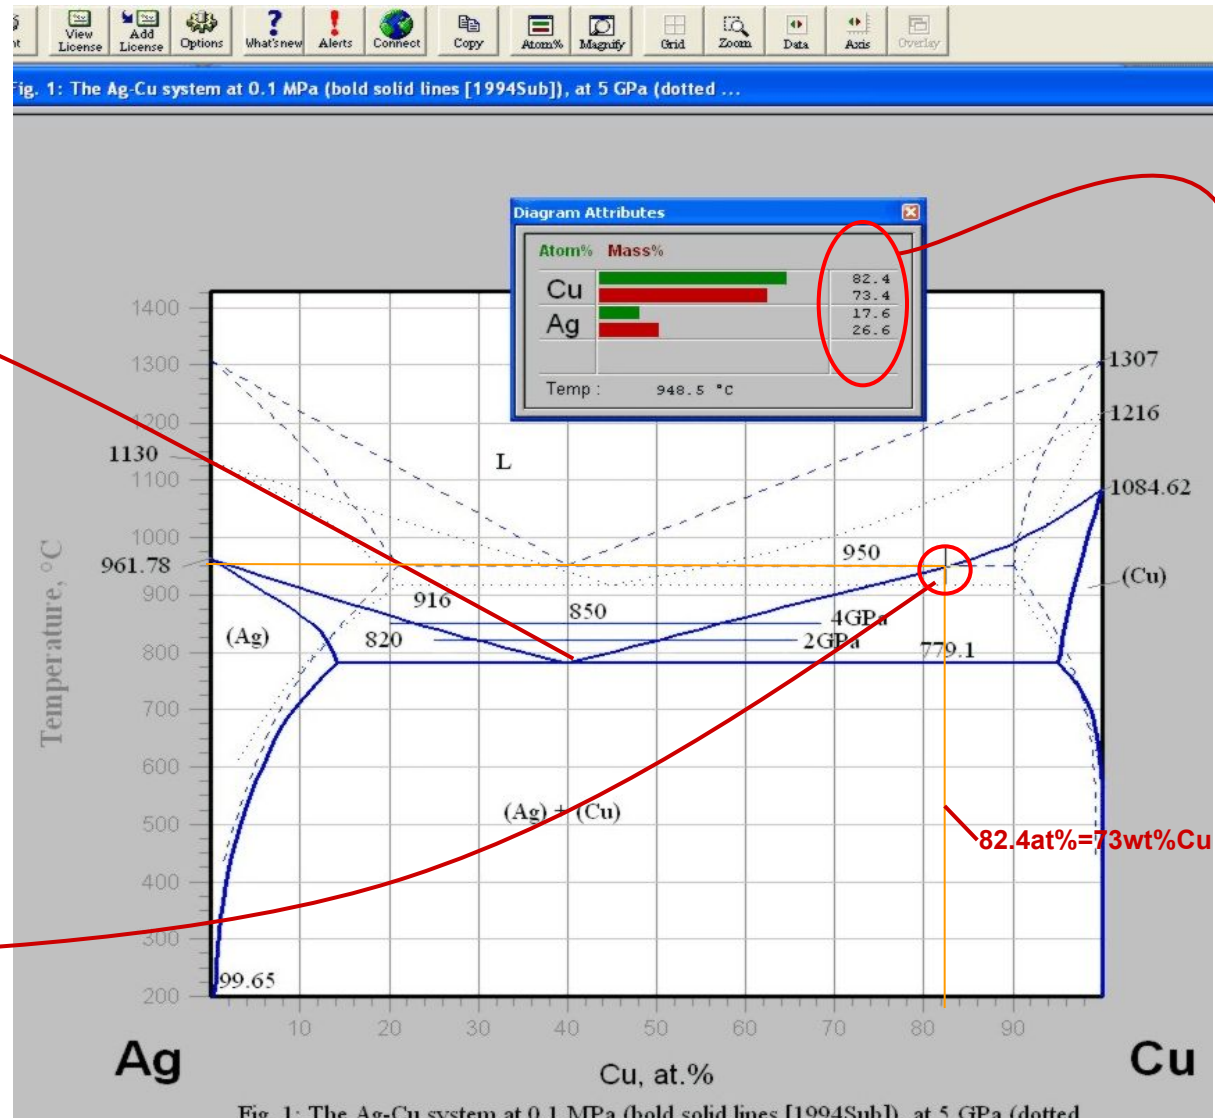 View License
Add License
Options
What's new
Alerts
Connect
Copy
Atom%
Magnify
Grid
Zoom
Data
Axis
Overlay
Fig. 1: The Ag-Cu system at 0.1 MPa (bold solid lines [1994Sub]), at 5 GPa (dotted ...
Diagram Attributes
Atom% Mass%
Cu 82.4
73.4
Ag 17.6
26.6
Temp : 948.5 °C
1400
1300
1307
1200
1216
L
1130
1100
1084.62
1000
961.78
950
(Cu)
900
916
850
4GPa
(Ag)
820
2GPa
779.1
800
700
600
(Ag) + (Cu)
500
82.4at%=73wt%Cu
400
300
99.65
200
Temperature, °C
10 20 30 40 50 60 70 80 90
Ag
Cu, at.%
Cu
Fig. 1: The Ag-Cu system at 0.1 MPa (bold solid lines [1994Sub]), at 5 GPa (dotted